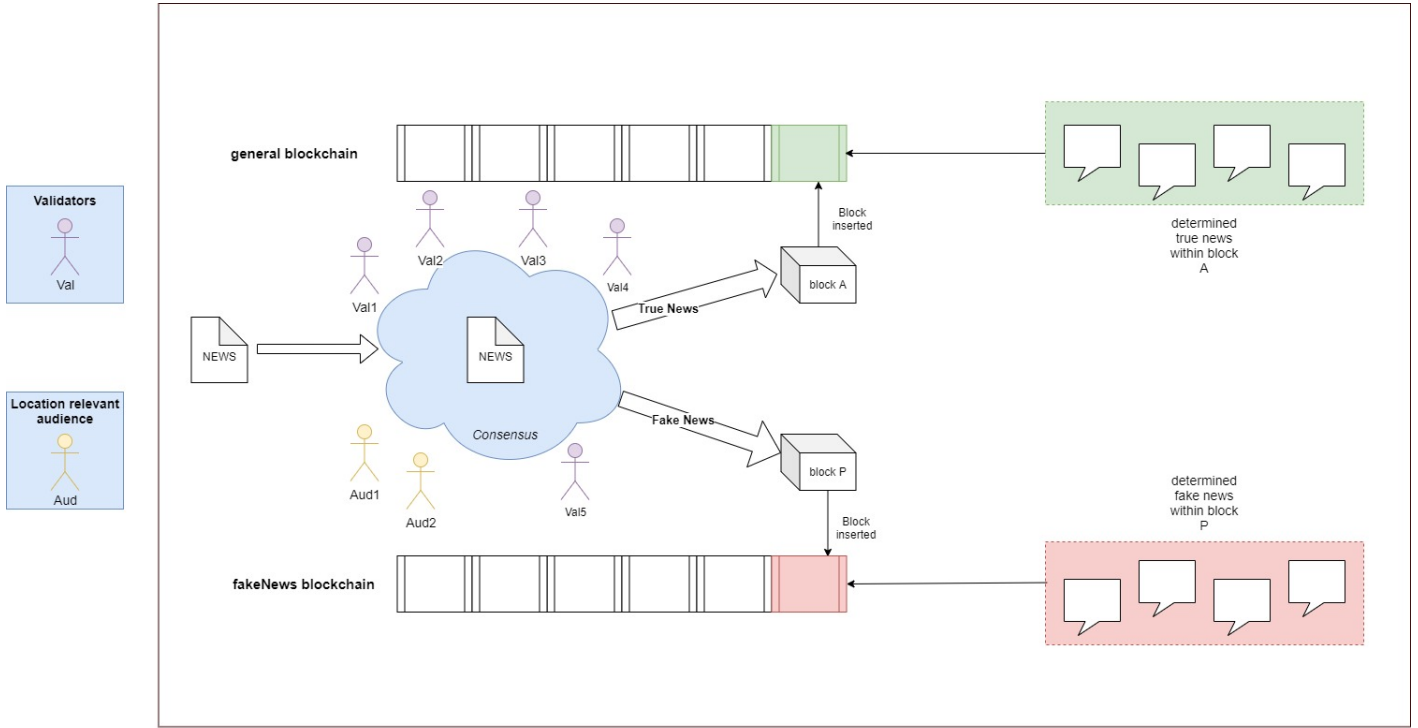 general blockchain
Validators
Val
Val1
Val2
Val3
Val4
Block
inserted
block A
True News
determined
true news
within block
A
NEWS
NEWS
Consensus
Fake News
Location relevant
audience
Aud
Aud1
Aud2
Val5
block P
Block
inserted
determined
fake news
within block
P
fakeNews blockchain